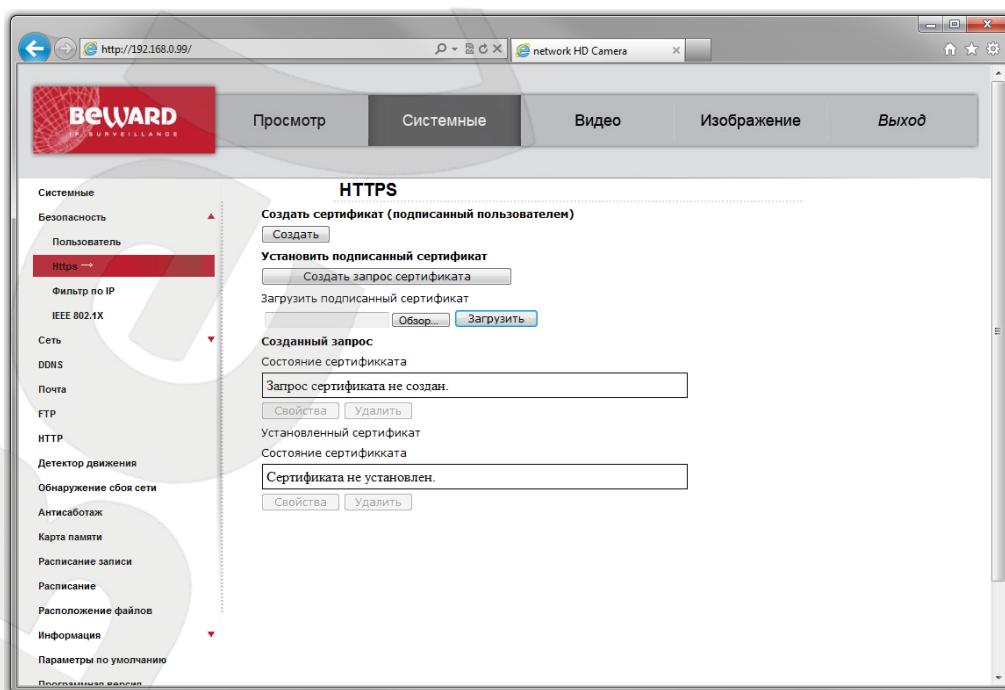 http://192.168.0.99/
network HD Camera
BEWARD
IP SURVEILLANCE
Просмотр
Системные
Видео
Изображение
Выход
Системные
Безопасность
Пользователь
Https →
Фильтр по IP
IEEE 802.1X
Сеть
DDNS
Почта
FTP
HTTP
Детектор движения
Обнаружение сбоя сети
Антисаботаж
Карта памяти
Расписание записи
Расписание
Расположение файлов
Информация
Параметры по умолчанию
Программная версия
HTTPS
Создать сертификат (подписанный пользователем)
Создать
Установить подписанный сертификат
Создать запрос сертификата
Загрузить подписанный сертификат
Обзор... Загрузить
Созданный запрос
Состояние сертификката
Запрос сертификата не создан.
Свойства Удалить
Установленный сертификат
Состояние сертификката
Сертификата не установлен.
Свойства Удалить